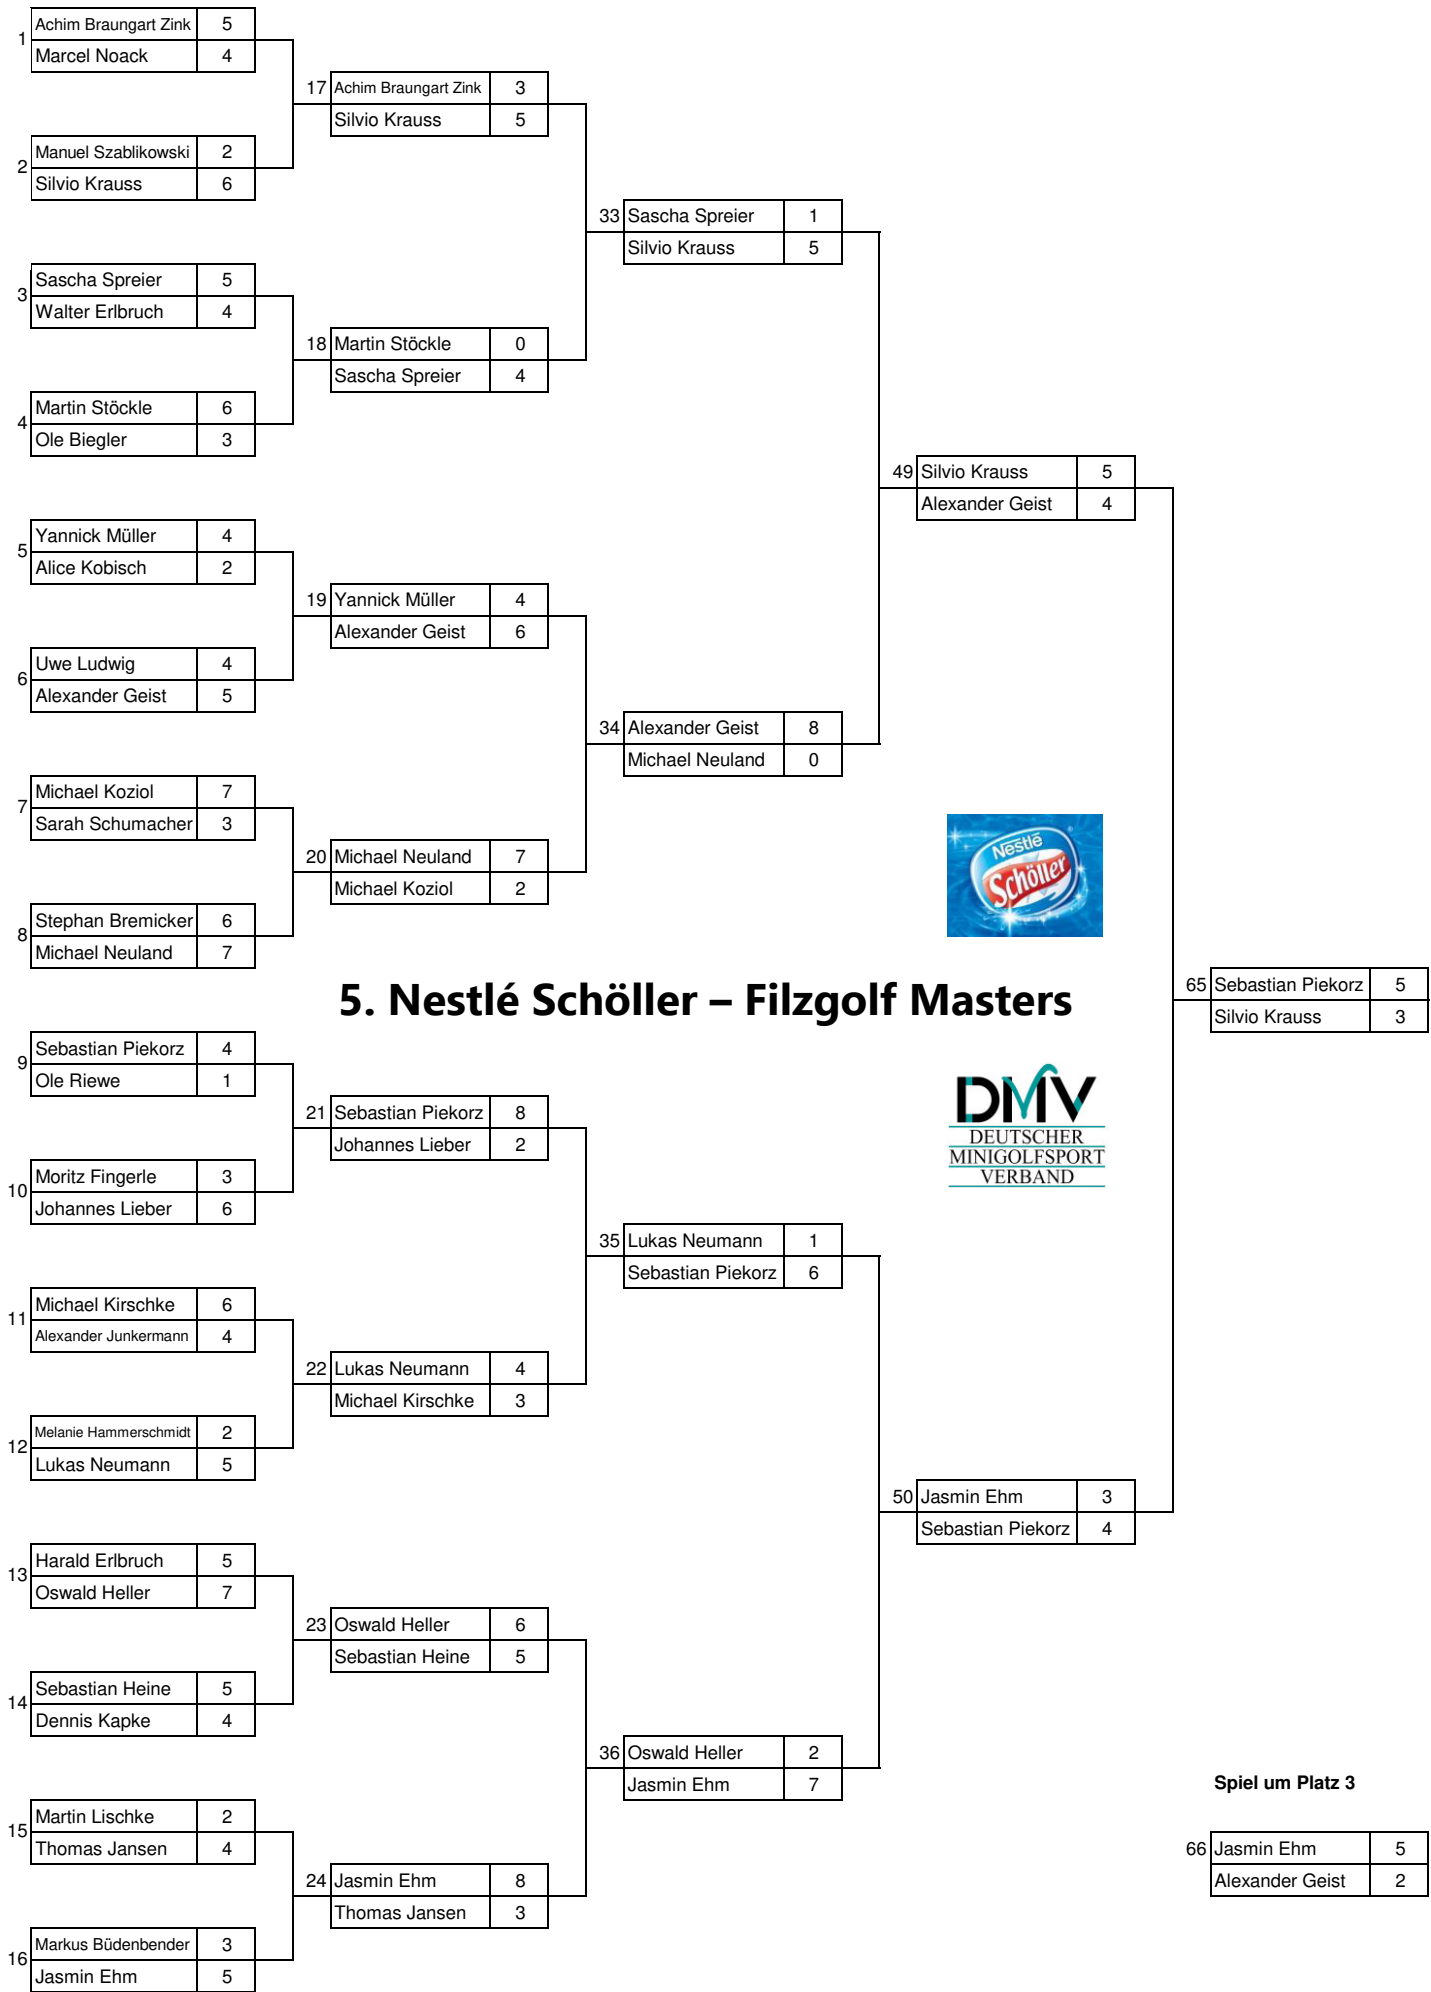 1 Achim Braungart Zink 5
Marcel Noack 4
2 Manuel Szablikowski 2
Silvio Krauss 6
3 Sascha Spreier 5
Walter Erlbruch 4
4 Martin Stöckle 6
Ole Biegler 3
5 Yannick Müller 4
Alice Kobisch 2
6 Uwe Ludwig 4
Alexander Geist 5
7 Michael Koziol 7
Sarah Schumacher 3
8 Stephan Bremicker 6
Michael Neuland 7
9 Sebastian Piekorz 4
Ole Riewe 1
10 Moritz Fingerle 3
Johannes Lieber 6
11 Michael Kirschke 6
Alexander Junkermann 4
12 Melanie Hammerschmidt 2
Lukas Neumann 5
13 Harald Erlbruch 5
Oswald Heller 7
14 Sebastian Heine 5
Dennis Kapke 4
15 Martin Lischke 2
Thomas Jansen 4
16 Markus Büdenbender 3
Jasmin Ehm 5
17 Achim Braungart Zink 3
Silvio Krauss 5
18 Martin Stöckle 0
Sascha Spreier 4
19 Yannick Müller 4
Alexander Geist 6
20 Michael Neuland 7
Michael Koziol 2
21 Sebastian Piekorz 8
Johannes Lieber 2
22 Lukas Neumann 4
Michael Kirschke 3
23 Oswald Heller 6
Sebastian Heine 5
24 Jasmin Ehm 8
Thomas Jansen 3
33 Sascha Spreier 1
Silvio Krauss 5
34 Alexander Geist 8
Michael Neuland 0
35 Lukas Neumann 1
Sebastian Piekorz 6
36 Oswald Heller 2
Jasmin Ehm 7
49 Silvio Krauss 5
Alexander Geist 4
50 Jasmin Ehm 3
Sebastian Piekorz 4
Nestlé
Schöller
5. Nestlé Schöller – Filzgolf Masters
DMV
DEUTSCHER
MINIGOLFSPORT
VERBAND
65 Sebastian Piekorz 5
Silvio Krauss 3
Spiel um Platz 3
66 Jasmin Ehm 5
Alexander Geist 2